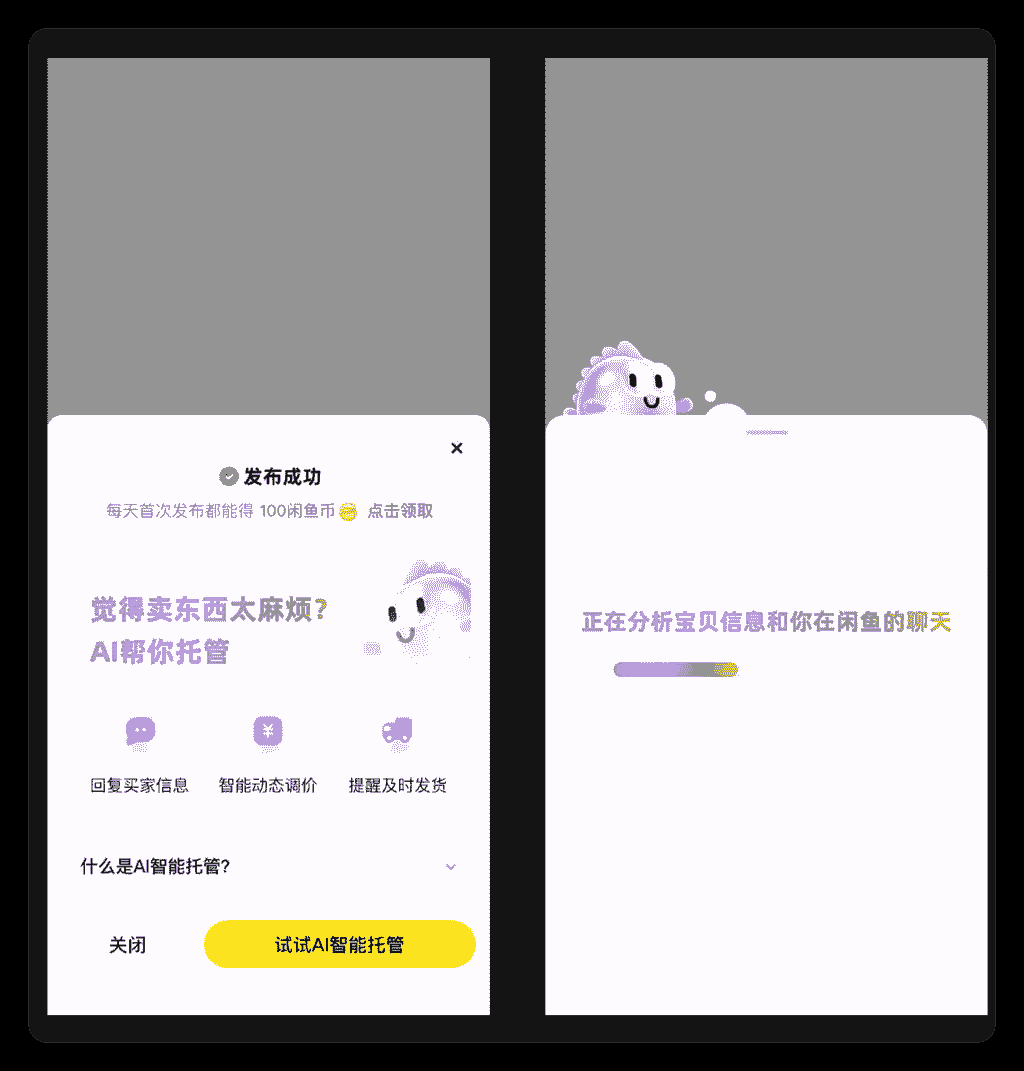 发布成功
每天首次发布都能得 100闲鱼币 点击领取
觉得卖东西太麻烦?
AI帮你托管
¥
回复买家信息 智能动态调价 提醒及时发货
什么是AI智能托管?
关闭 试试AI智能托管
正在分析宝贝信息和你在闲鱼的聊天